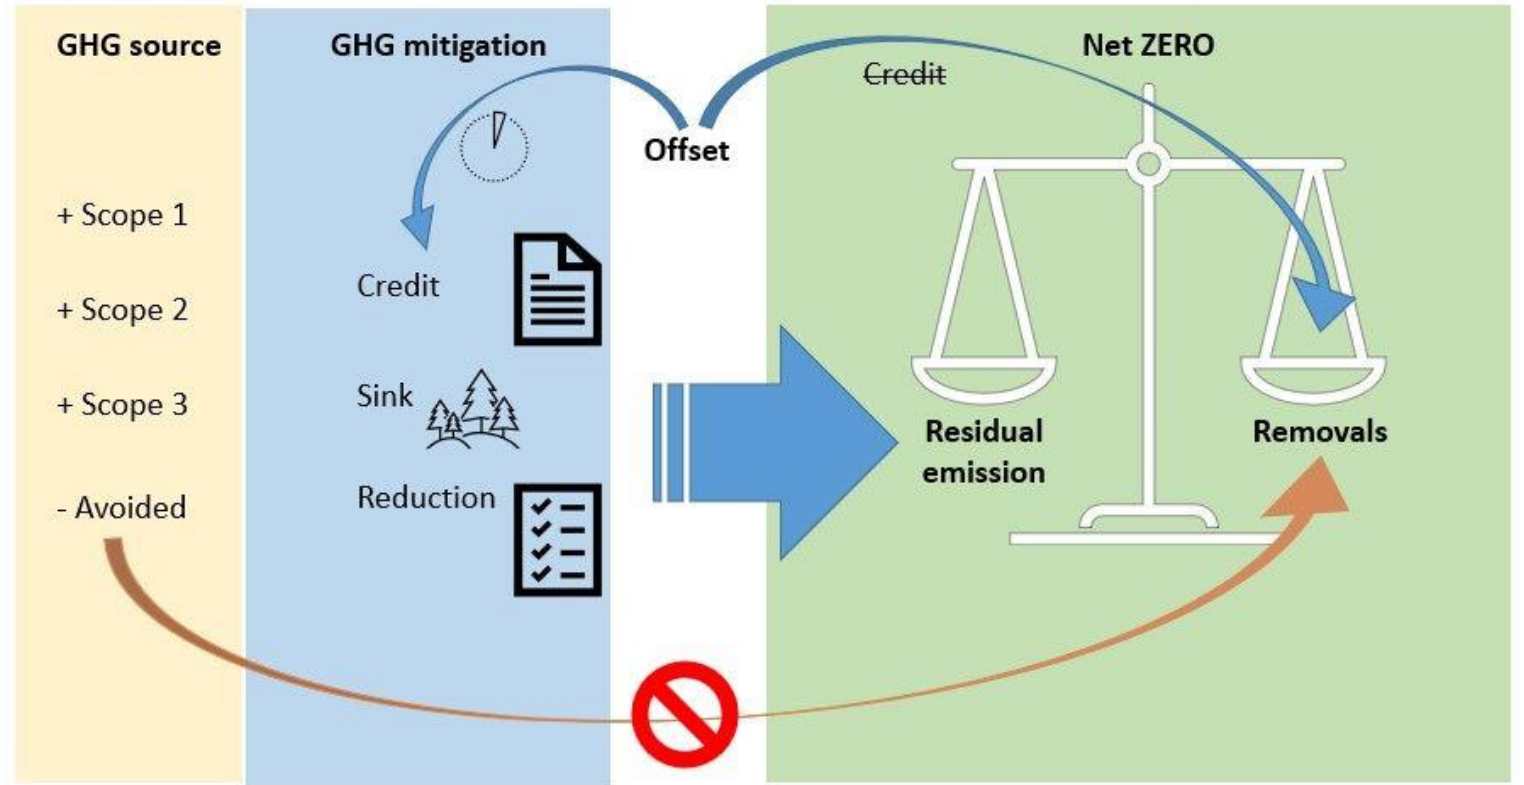 GHG source
GHG mitigation
Net ZERO
Credit
Offset
+ Scope 1
+ Scope 2
+ Scope 3
- Avoided
Credit
Sink
Reduction
Residual
emission
Removals